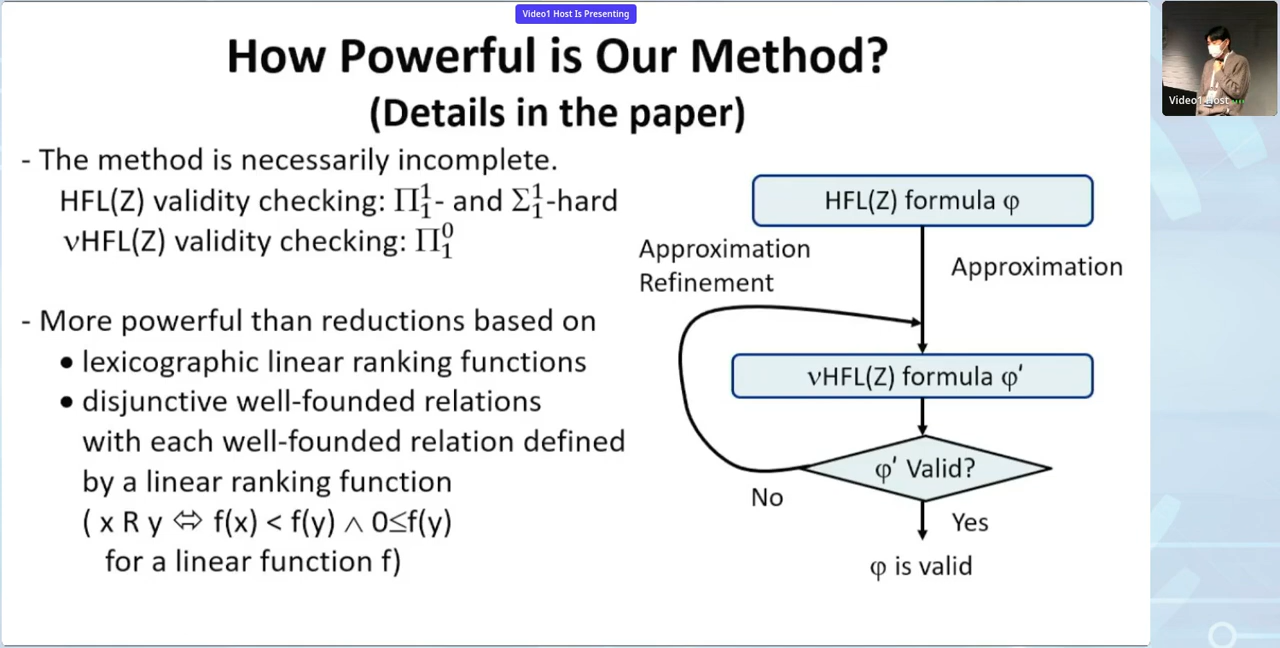 Video1 Host Is Presenting
How Powerful is Our Method?
(Details in the paper)
- The method is necessarily incomplete.
HFL(Z) validity checking: Π¹₁- and Σ¹₁-hard
νHFL(Z) validity checking: Π⁰₁
- More powerful than reductions based on
• lexicographic linear ranking functions
• disjunctive well-founded relations
with each well-founded relation defined
by a linear ranking function
( x R y ⇔ f(x) < f(y) ∧ 0≤f(y)
for a linear function f)
HFL(Z) formula φ
Approximation
Approximation
Refinement
νHFL(Z) formula φ′
φ′ Valid?
No
Yes
φ is valid
Video1 Host